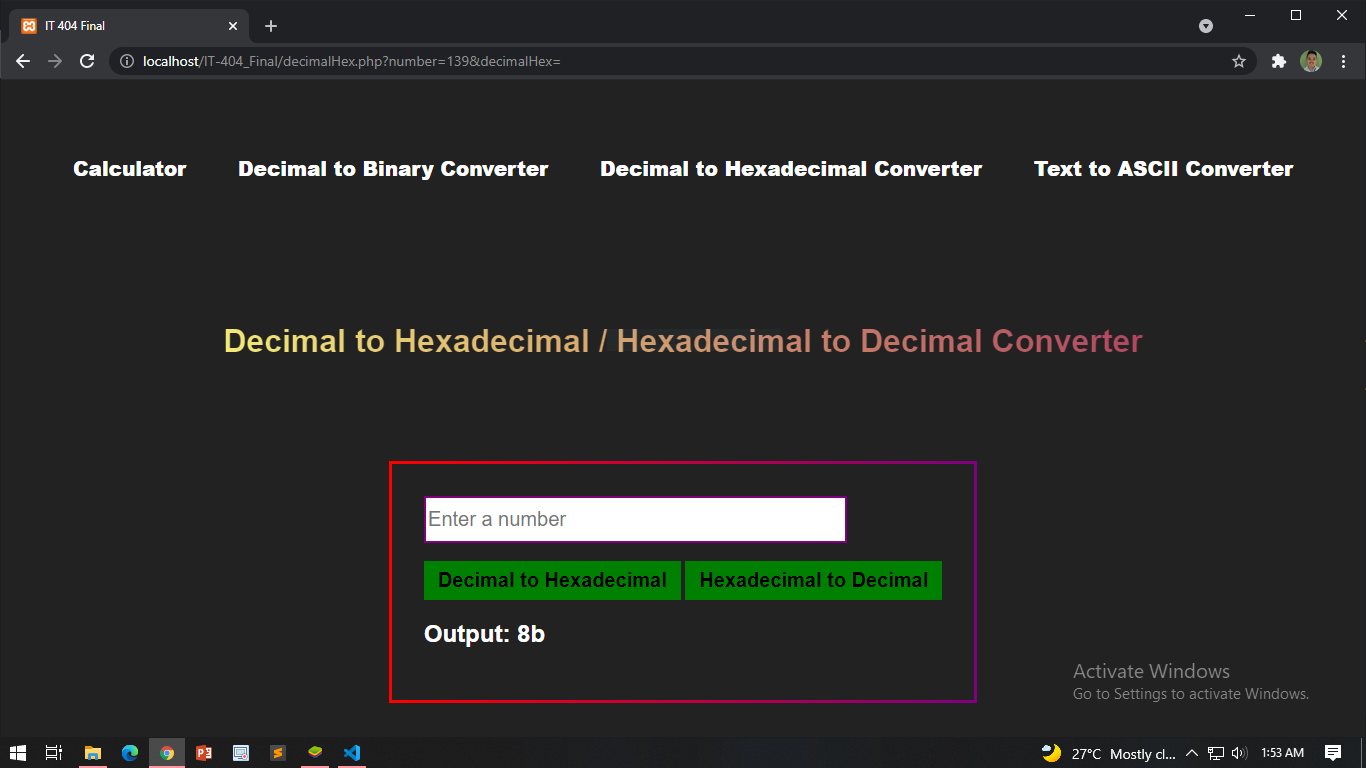 IT 404 Final
localhost/IT-404_Final/decimalHex.php?number=139&decimalHex=
Calculator Decimal to Binary Converter Decimal to Hexadecimal Converter Text to ASCII Converter
Decimal to Hexadecimal / Hexadecimal to Decimal Converter
Enter a number
Decimal to Hexadecimal Hexadecimal to Decimal
Output: 8b
Activate Windows
Go to Settings to activate Windows.
27°C Mostly cl... 1:53 AM